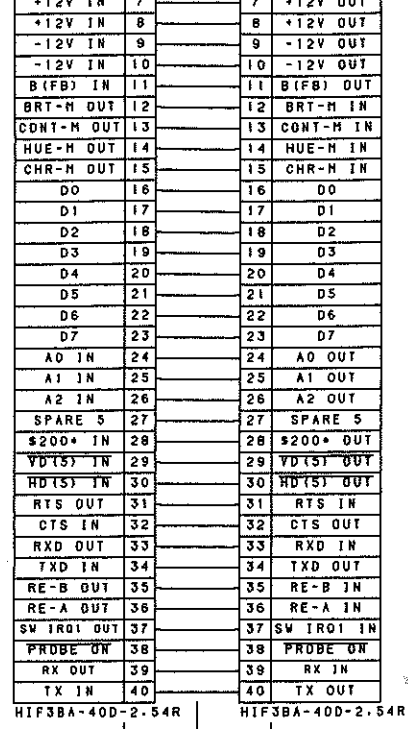 +12V IN 7 7 +12V OUT
+12V IN 8 8 +12V OUT
-12V IN 9 9 -12V OUT
-12V IN 10 10 -12V OUT
B(FB) IN 11 11 B(FB) OUT
BRT-M OUT 12 12 BRT-M IN
CONT-M OUT 13 13 CONT-M IN
HUE-M OUT 14 14 HUE-M IN
CHR-M OUT 15 15 CHR-M IN
D0 16 16 D0
D1 17 17 D1
D2 18 18 D2
D3 19 19 D3
D4 20 20 D4
D5 21 21 D5
D6 22 22 D6
D7 23 23 D7
A0 IN 24 24 A0 OUT
A1 IN 25 25 A1 OUT
A2 IN 26 26 A2 OUT
SPARE 5 27 27 SPARE 5
$200* IN 28 28 $200* OUT
VD(5) IN 29 29 VD(5) OUT
HD(5) IN 30 30 HD(5) OUT
RTS OUT 31 31 RTS IN
CTS IN 32 32 CTS OUT
RXD OUT 33 33 RXD IN
TXD IN 34 34 TXD OUT
RE-B OUT 35 35 RE-B IN
RE-A OUT 36 36 RE-A IN
SW IRQ1 OUT 37 37 SW IRQ1 IN
PROBE ON 38 38 PROBE ON
RX OUT 39 39 RX IN
TX IN 40 40 TX OUT
HIF3BA-40D-2.54R HIF3BA-40D-2.54R